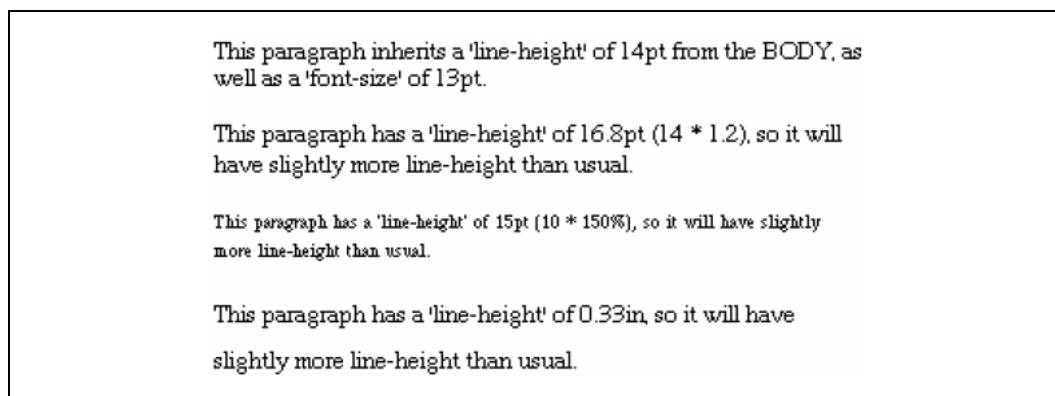 This paragraph inherits a 'line-height' of 14pt from the BODY, as
well as a 'font-size' of 13pt.
This paragraph has a 'line-height' of 16.8pt (14 * 1.2), so it will
have slightly more line-height than usual.
This paragraph has a 'line-height' of 15pt (10 * 150%), so it will have slightly
more line-height than usual.
This paragraph has a 'line-height' of 0.33in, so it will have
slightly more line-height than usual.